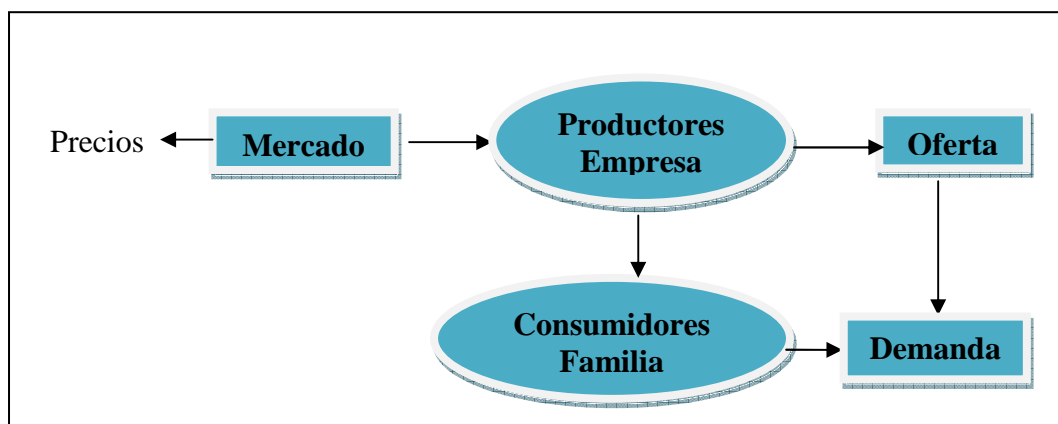 Precios
Mercado
Productores
Empresa
Oferta
Consumidores
Familia
Demanda